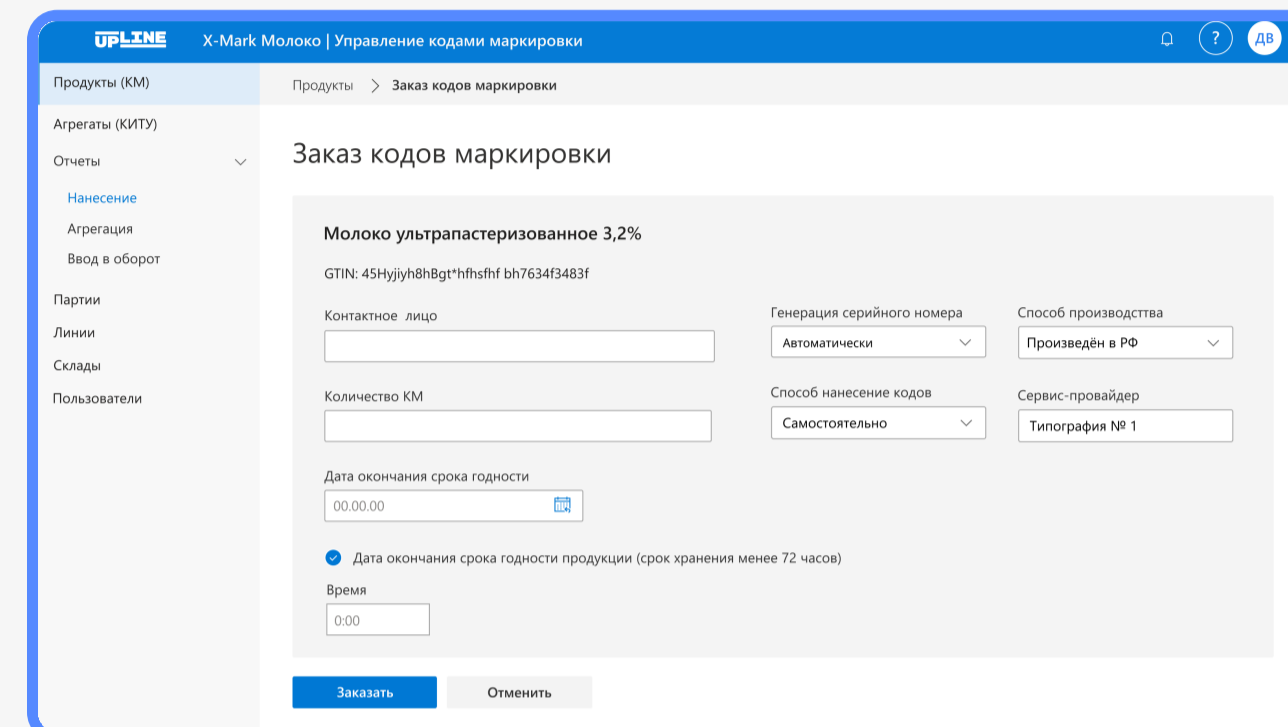 UPLINE
X-Mark Молоко | Управление кодами маркировки
?
ДВ
Продукты (КМ)
Агрегаты (КИТУ)
Отчеты
Нанесение
Агрегация
Ввод в оборот
Партии
Линии
Склады
Пользователи
Продукты > Заказ кодов маркировки
Заказ кодов маркировки
Молоко ультрапастеризованное 3,2%
GTIN: 45Hyjiyh8hBgt*hfhsfhf bh7634f3483f
Контактное лицо
Количество КМ
Дата окончания срока годности
00.00.00
Дата окончания срока годности продукции (срок хранения менее 72 часов)
Время
0:00
Генерация серийного номера
Автоматически
Способ нанесение кодов
Самостоятельно
Способ производсттва
Произведён в РФ
Сервис-провайдер
Типография № 1
Заказать
Отменить